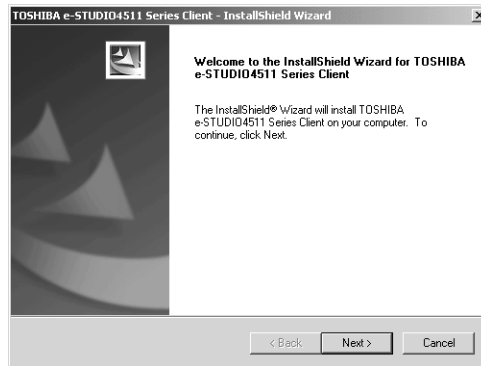 TOSHIBA e-STUDIO4511 Series Client - InstallShield Wizard
Welcome to the InstallShield Wizard for TOSHIBA
e-STUDIO4511 Series Client
The InstallShield® Wizard will install TOSHIBA
e-STUDIO4511 Series Client on your computer. To
continue, click Next.
< Back
Next >
Cancel